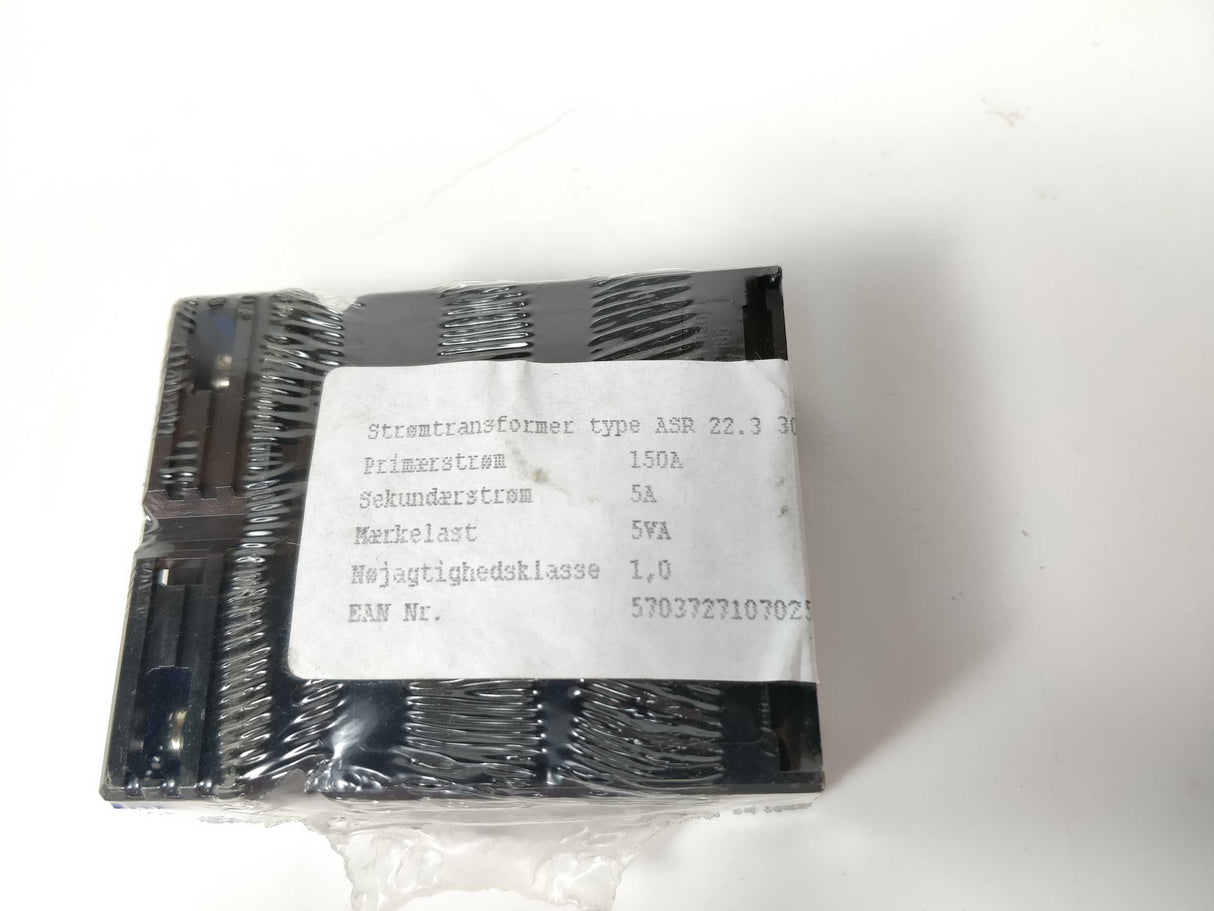 Strømtransformer type ASR 22.3 30
Primærstrøm 150A
Sekundærstrøm 5A
Mærkelast 5VA
Nøjagtighedsklasse 1,0
EAN Nr. 5703727107025